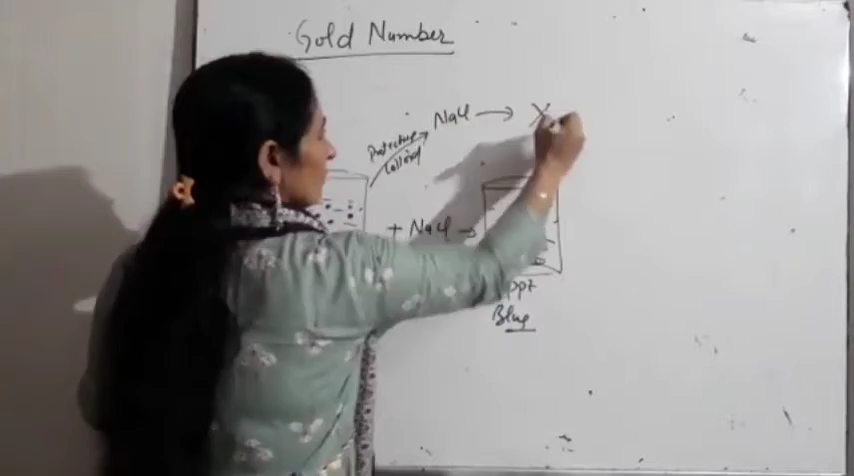 Gold Number
Protective Colloid NaCl → X
+ NaCl →
ppt
Blue